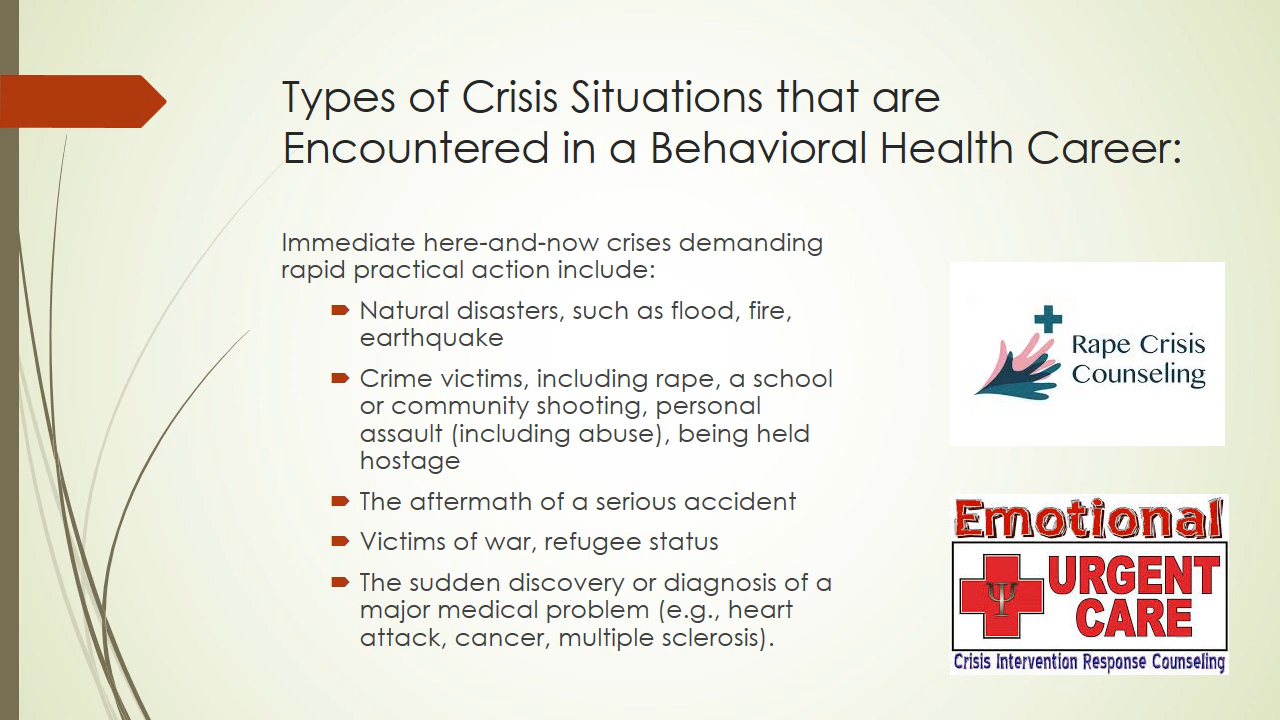 Types of Crisis Situations that are
Encountered in a Behavioral Health Career:
Immediate here-and-now crises demanding
rapid practical action include:
Natural disasters, such as flood, fire,
earthquake
Crime victims, including rape, a school
or community shooting, personal
assault (including abuse), being held
hostage
The aftermath of a serious accident
Victims of war, refugee status
The sudden discovery or diagnosis of a
major medical problem (e.g., heart
attack, cancer, multiple sclerosis).
Rape Crisis
Counseling
Emotional
Ψ
URGENT
CARE
Crisis Intervention Response Counseling